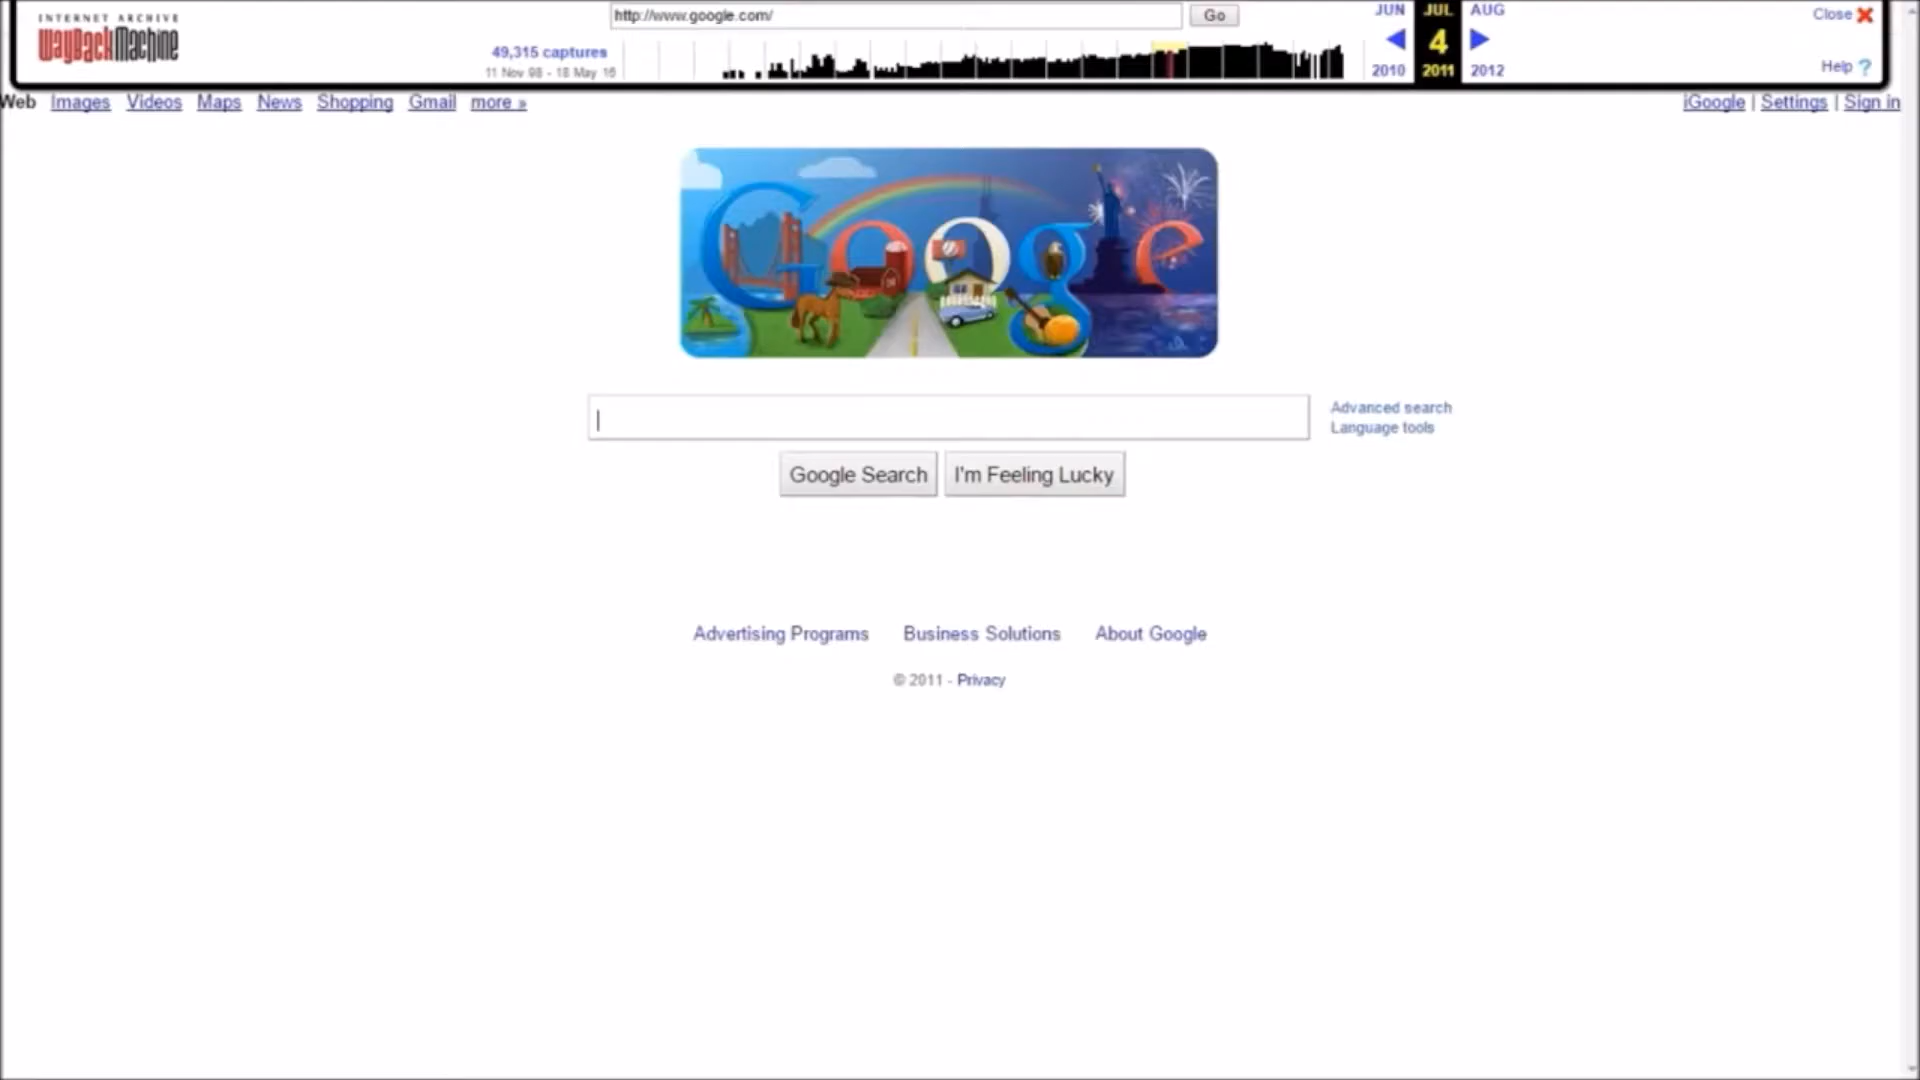 INTERNET ARCHIVE
WayBackMachine
http://www.google.com/
Go
49,315 captures
11 Nov 98 - 18 May 16
JUN JUL AUG
4
2010 2011 2012
Close
Help ?
Web Images Videos Maps News Shopping Gmail more »
iGoogle | Settings | Sign in
Google
Advanced search
Language tools
Google Search I'm Feeling Lucky
Advertising Programs Business Solutions About Google
© 2011 - Privacy